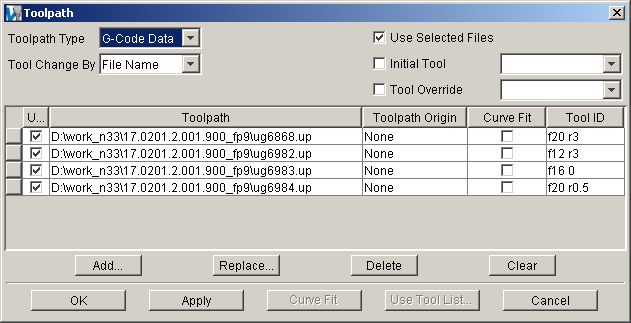 Toolpath
Toolpath Type G-Code Data Use Selected Files
Tool Change By File Name Initial Tool
Tool Override
U... Toolpath Toolpath Origin Curve Fit Tool ID
D:\work_n33\17.0201.2.001.900_fp9\ug6868.up None f20 r3
D:\work_n33\17.0201.2.001.900_fp9\ug6982.up None f12 r3
D:\work_n33\17.0201.2.001.900_fp9\ug6983.up None f16 0
D:\work_n33\17.0201.2.001.900_fp9\ug6984.up None f20 r0.5
Add... Replace... Delete Clear
OK Apply Curve Fit Use Tool List... Cancel